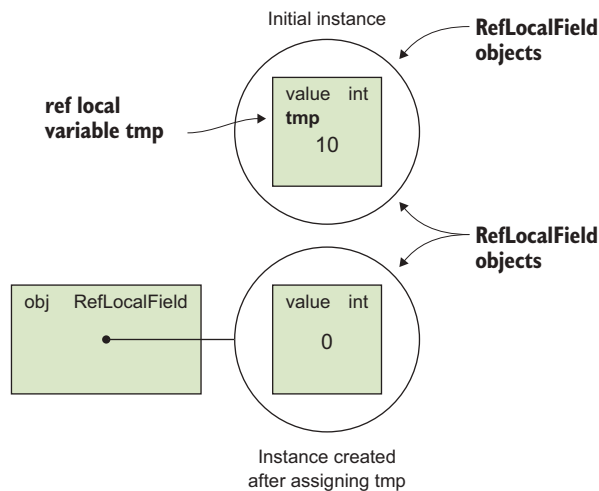 Initial instance
RefLocalField
objects
value int
tmp
10
ref local
variable tmp
RefLocalField
objects
obj RefLocalField
value int
0
Instance created
after assigning tmp